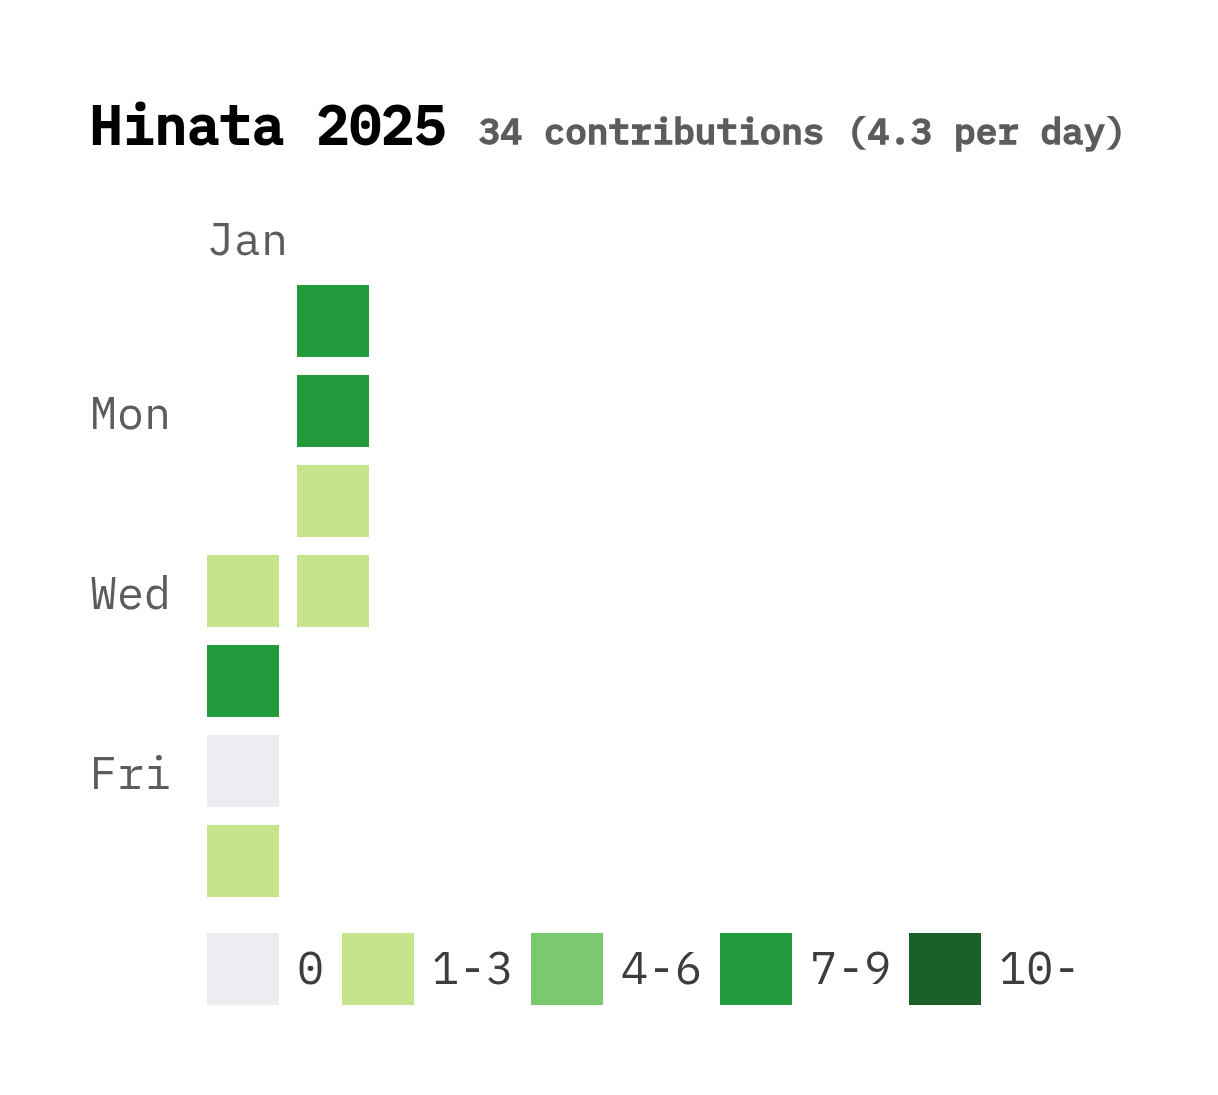 Hinata 2025 34 contributions (4.3 per day)
Jan
Mon
Wed
Fri
0 1-3 4-6 7-9 10-